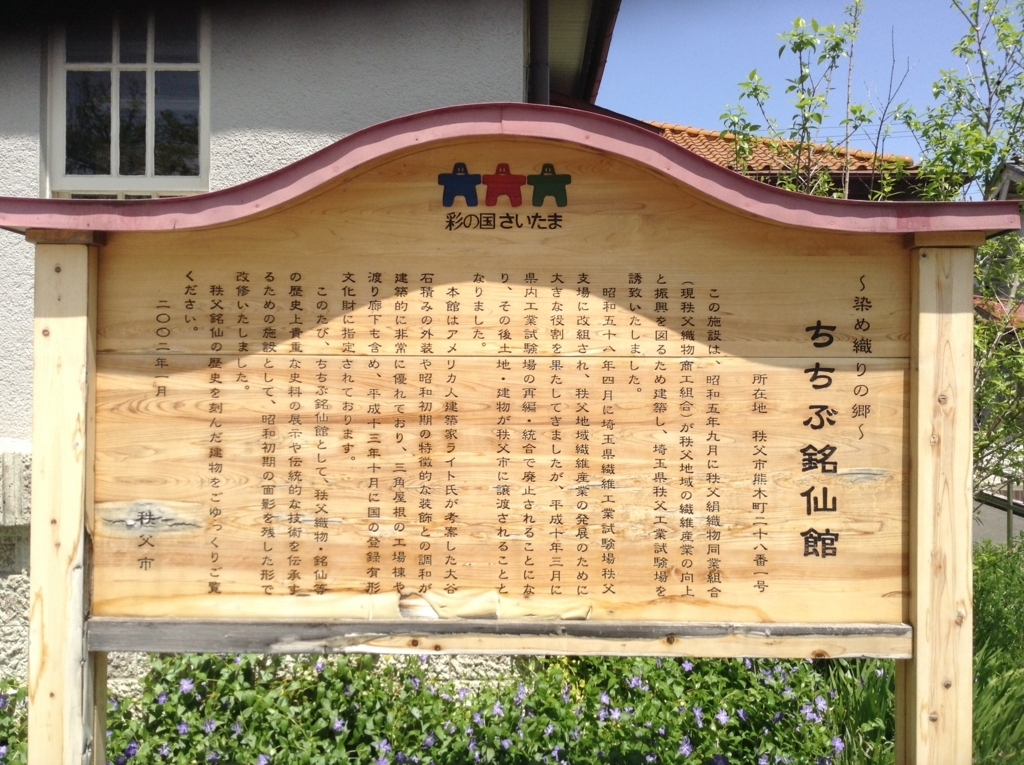 彩の国さいたま
～染め織りの郷～
ちちぶ銘仙館
所在地　秩父市熊木町二十八番一号
この施設は、昭和五年九月に秩父絹織物同業組合
（現秩父織物商工組合）が秩父地域の繊維産業の向上
と振興を図るため建築し、埼玉県秩父工業試験場を
誘致いたしました。
昭和五十八年四月に埼玉県繊維工業試験場秩父
支場に改組され、秩父地域繊維産業の発展のために
大きな役割を果たしてきましたが、平成十年三月に
県内工業試験場の再編・統合で廃止されることにな
り、その後土地・建物が秩父市に譲渡されることと
なりました。
本館はアメリカ人建築家ライト氏が考案した大谷
石積みの外装や昭和初期の特徴的な装飾との調和が
建築的に非常に優れており、三角屋根の工場棟や
渡り廊下も含め、平成十三年十月に国の登録有形
文化財に指定されております。
このたび、ちちぶ銘仙館として、秩父織物・銘仙等
の歴史上貴重な史料の展示や伝統的な技術を伝承す
るための施設として、昭和初期の面影を残した形で
改修いたしました。
秩父銘仙の歴史を刻んだ建物をごゆっくりご覧
ください。
二〇〇二年一月
秩父市